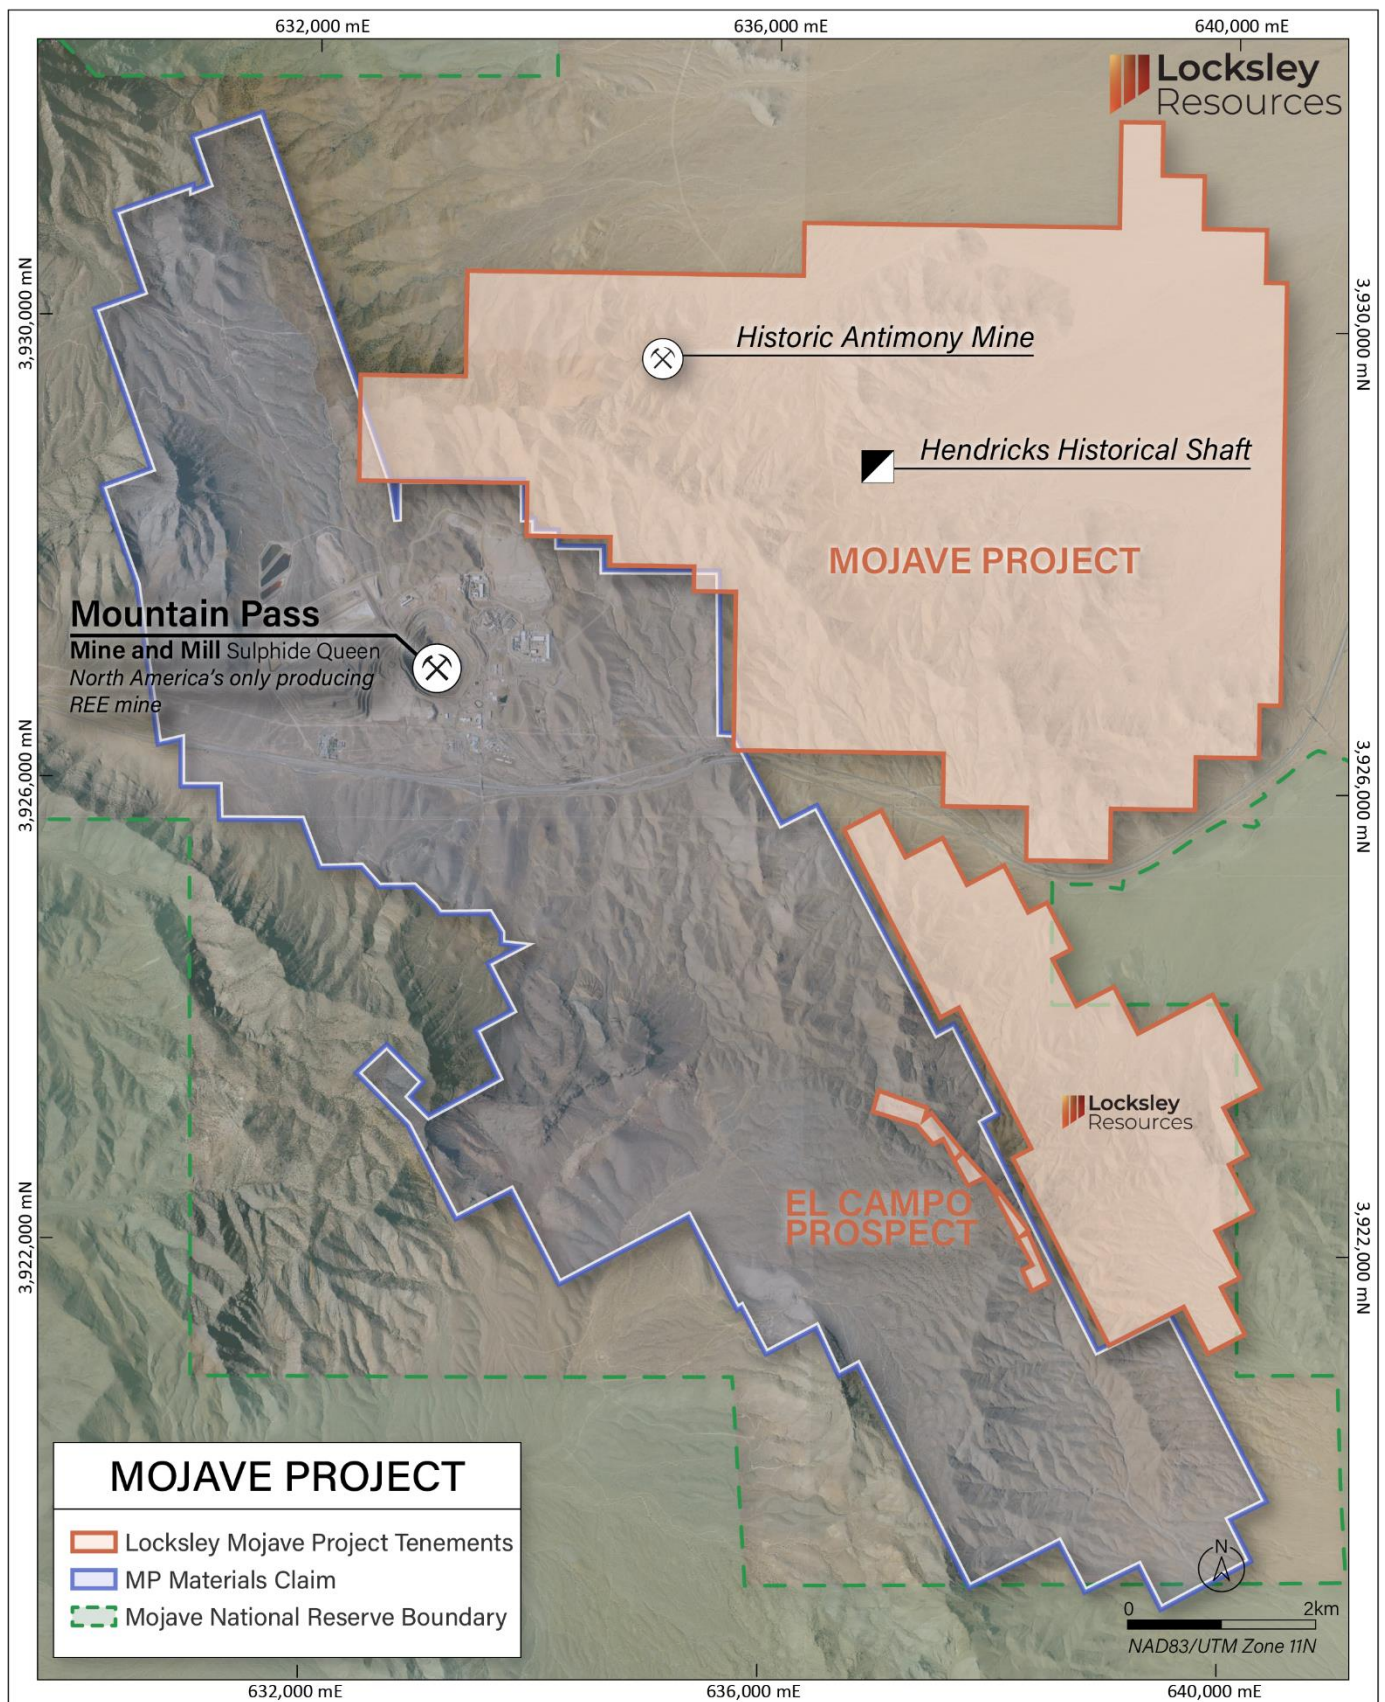 632,000 mE
636,000 mE
640,000 mE
Locksley
Resources
3,930,000 mN
3,930,000 mN
Historic Antimony Mine
Hendricks Historical Shaft
MOJAVE PROJECT
Mountain Pass
Mine and Mill Sulphide Queen
North America's only producing
REE mine
3,926,000 mN
3,926,000 mN
Locksley
Resources
EL CAMPO
PROSPECT
3,922,000 mN
3,922,000 mN
MOJAVE PROJECT
Locksley Mojave Project Tenements
MP Materials Claim
Mojave National Reserve Boundary
N
0 2km
NAD83/UTM Zone 11N
632,000 mE
636,000 mE
640,000 mE